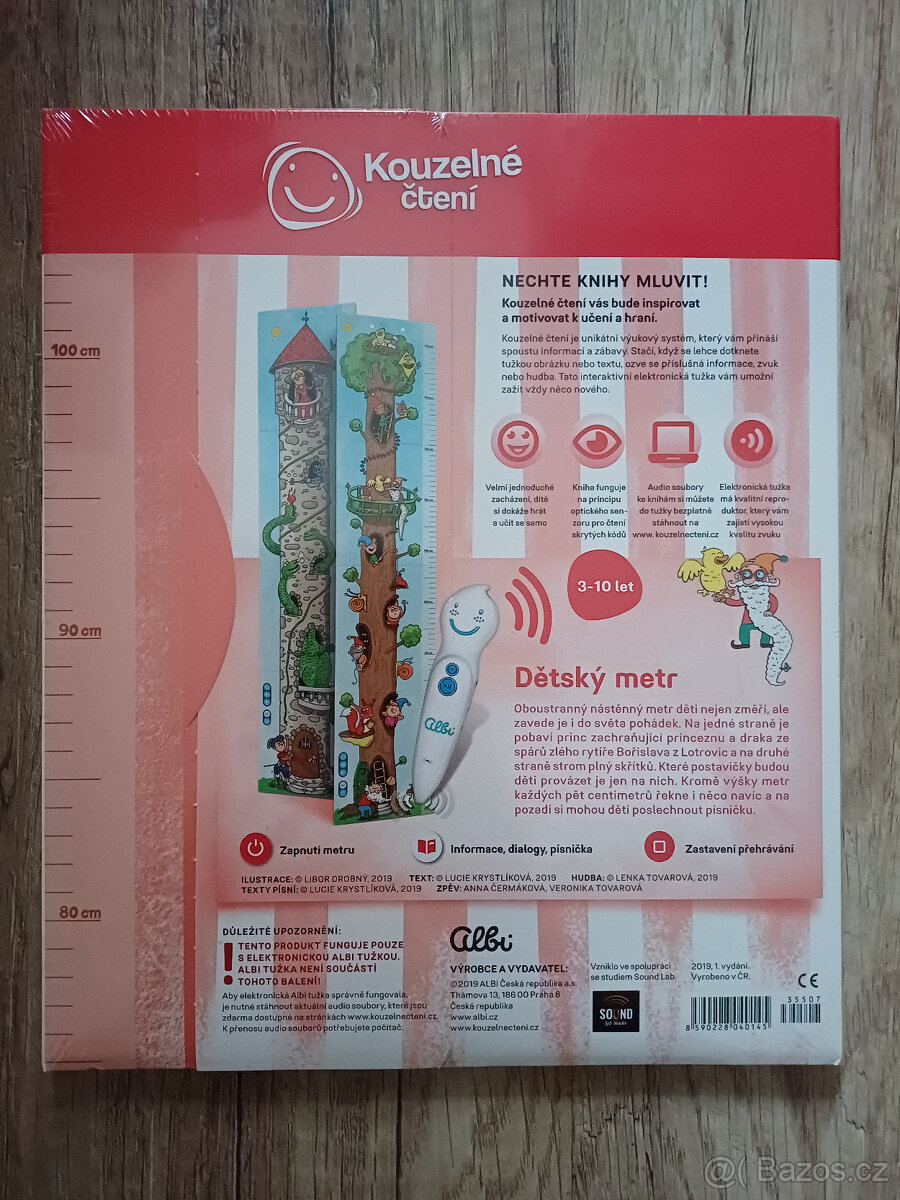 Kouzelné
čtení
NECHTE KNIHY MLUVIT!
Kouzelné čtení vás bude inspirovat
a motivovat k učení a hraní.
Kouzelné čtení je unikátní výukový systém, který vám přináší
spoustu informací a zábavy. Stačí, když se lehce dotknete
tužkou obrázku nebo textu, ozve se příslušná informace, zvuk
nebo hudba. Tato interaktivní elektronická tužka vám umožní
zažít vždy něco nového.
100 cm
90 cm
80 cm
Velmi jednoduché
zacházení, dítě
si dokáže hrát
a učit se samo
Kniha funguje
na principu
optického sen-
zoru pro čtení
skrytých kódů
Audio soubory
ke knihám si můžete
do tužky bezplatně
stáhnout na
www.kouzelnecteni.cz
Elektronická tužka
má kvalitní repro-
duktor, který vám
zajistí vysokou
kvalitu zvuku
3-10 let
albi
Dětský metr
Oboustranný nástěnný metr děti nejen změří, ale
zavede je i do světa pohádek. Na jedné straně je
pobaví princ zachraňující princeznu a draka ze
spárů zlého rytíře Bořislava z Lotrovic a na druhé
straně strom plný skřítků. Které postavičky budou
děti provázet je jen na nich. Kromě výšky metr
každých pět centimetrů řekne i něco navíc a na
pozadí si mohou děti poslechnout písničku.
Zapnutí metru
Informace, dialogy, písnička
Zastavení přehrávání
ILUSTRACE: © LIBOR DROBNÝ, 2019 TEXT: © LUCIE KRYSTLÍKOVÁ, 2019 HUDBA: © LENKA TOVAROVÁ, 2019
TEXTY PÍSNÍ: © LUCIE KRYSTLÍKOVÁ, 2019 ZPĚV: ANNA ČERMÁKOVÁ, VERONIKA TOVAROVÁ
DŮLEŽITÉ UPOZORNĚNÍ:
! TENTO PRODUKT FUNGUJE POUZE
S ELEKTRONICKOU ALBI TUŽKOU.
ALBI TUŽKA NENÍ SOUČÁSTÍ
TOHOTO BALENÍ!
Aby elektronická Albi tužka správně fungovala,
je nutné stáhnout aktuální audio soubory, které jsou
zdarma dostupné na stránkách www.kouzelnecteni.cz.
K přenosu audio souborů potřebujete počítač.
albi
VÝROBCE A VYDAVATEL:
©2019 ALBI Česká republika a.s.
Thámova 13, 186 00 Praha 8
Česká republika
www.albi.cz
www.kouzelnecteni.cz
Vzniklo ve spolupráci
se studiem Sound Lab.
SOUND
2019, 1. vydání.
Vyrobeno v ČR.
CE
35507
8 590228 040145
@ Bazos.cz